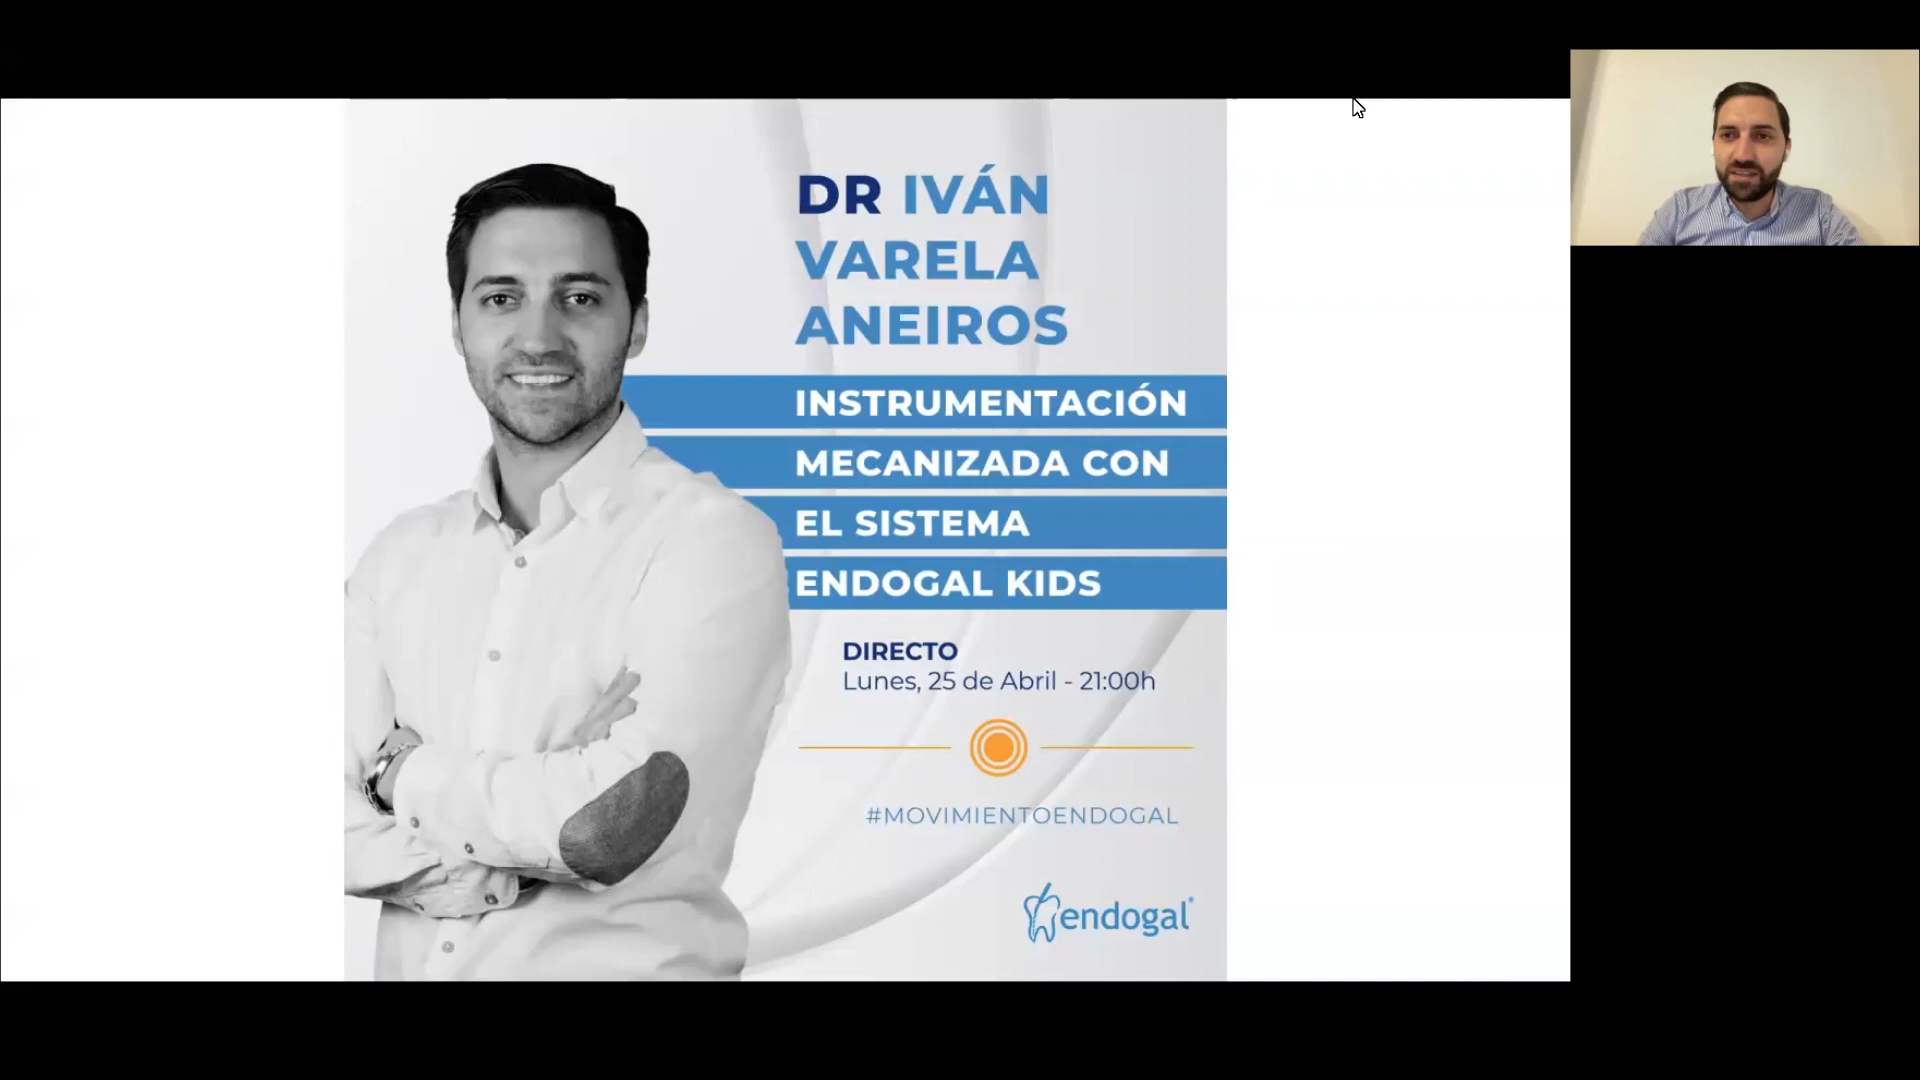 DR IVÁN
VARELA
ANEIROS
INSTRUMENTACIÓN
MECANIZADA CON
EL SISTEMA
ENDOGAL KIDS
DIRECTO
Lunes, 25 de Abril - 21:00h
#MOVIMIENTOENDOGAL
endogal®